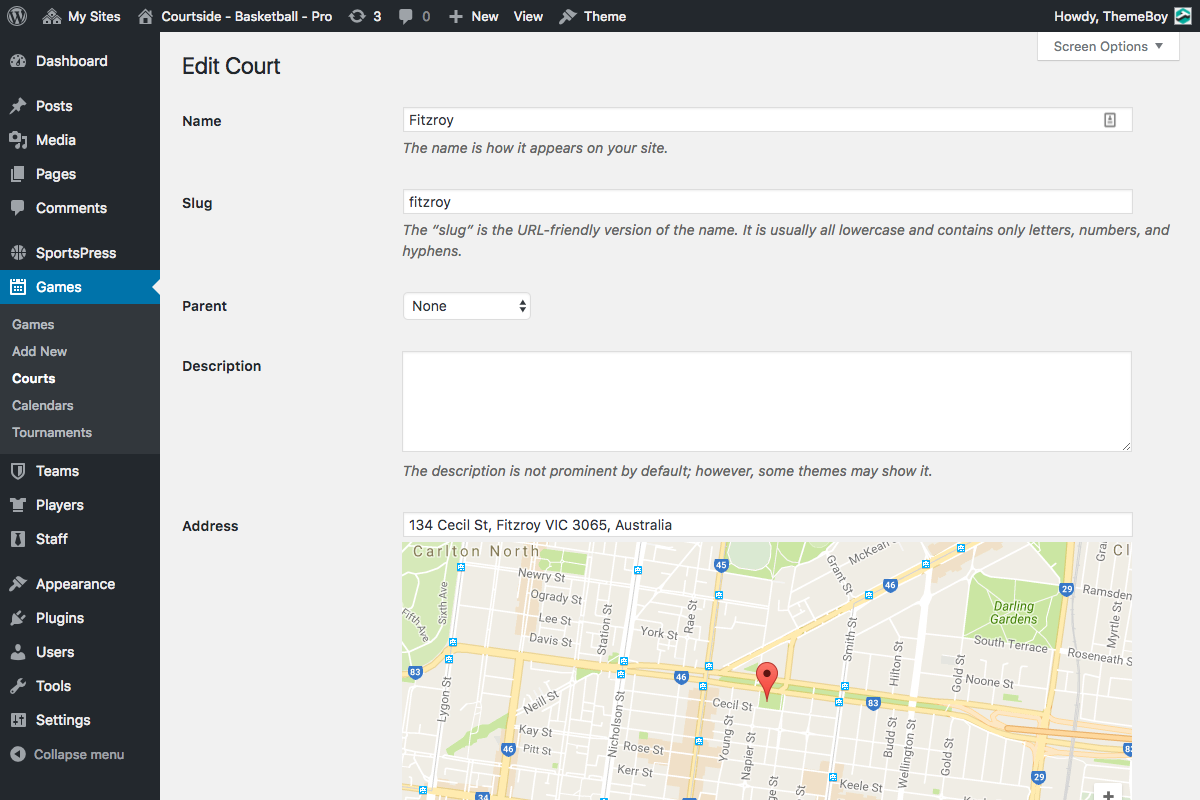 My Sites
Courtside - Basketball - Pro
3
0
New
View
Theme
Howdy, ThemeBoy
Screen Options
Dashboard
Posts
Media
Pages
Comments
SportsPress
Games
Games
Add New
Courts
Calendars
Tournaments
Teams
Players
Staff
Appearance
Plugins
Users
Tools
Settings
Collapse menu
Edit Court
Name
Fitzroy
The name is how it appears on your site.
Slug
fitzroy
The “slug” is the URL-friendly version of the name. It is usually all lowercase and contains only letters, numbers, and
hyphens.
Parent
None
Description
The description is not prominent by default; however, some themes may show it.
Address
134 Cecil St, Fitzroy VIC 3065, Australia
Carlton North
Newry St
Ogrady St
Lee St
Davis St
Sixth Ave
Fifth Ave
Station St
York St
Rae St
45
Grant St
McKean
46
Smith St
Hilton St
Darling
Gardens
South Terrace
29
Ramsden
Myrtle St
Gra
Cl
Roseneath S
Gold St
Noone St
83
Lygon St
Neill St
Nicholson St
46
Cecil St
83
Kay St
Pitt St
46
Rose St
Kerr St
Young St
Napier St
Budd St
Wellington St
Gold St
83
29
Keele St
34
46
ge St
+